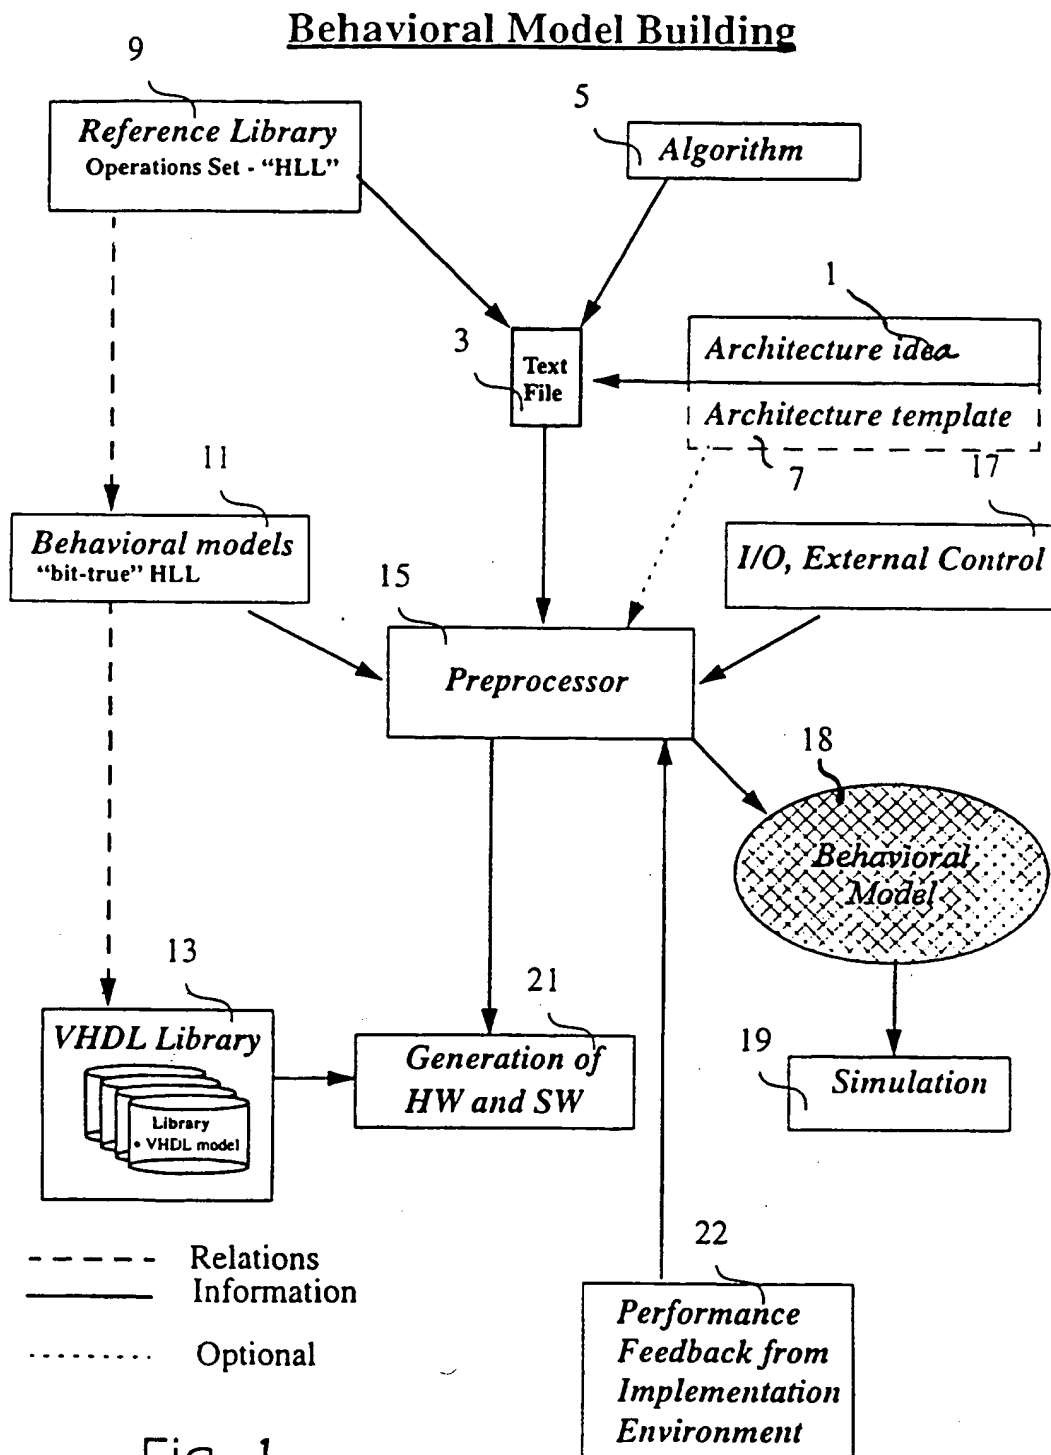 Behavioral Model Building
9
Reference Library
Operations Set - "HLL"
5
Algorithm
1
Architecture idea
3
Text
File
Architecture template
7
17
11
Behavioral models
"bit-true" HLL
I/O, External Control
15
Preprocessor
18
Behavioral
Model
13
VHDL Library
Library
• VHDL model
21
Generation of
HW and SW
19
Simulation
22
Performance
Feedback from
Implementation
Environment
Relations
Information
Optional
Fig. 1